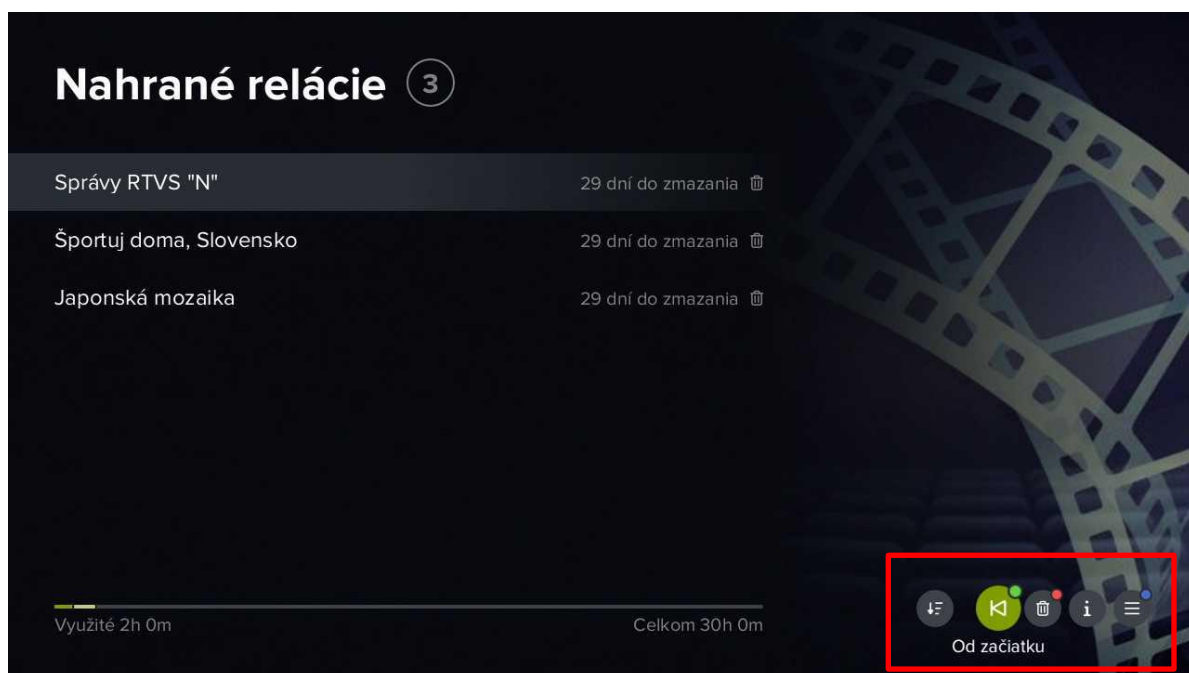 Nahrané relácie 3
Správy RTVS "N" 29 dní do zmazania
Športuj doma, Slovensko 29 dní do zmazania
Japonská mozaika 29 dní do zmazania
Využité 2h 0m Celkom 30h 0m
Od začiatku